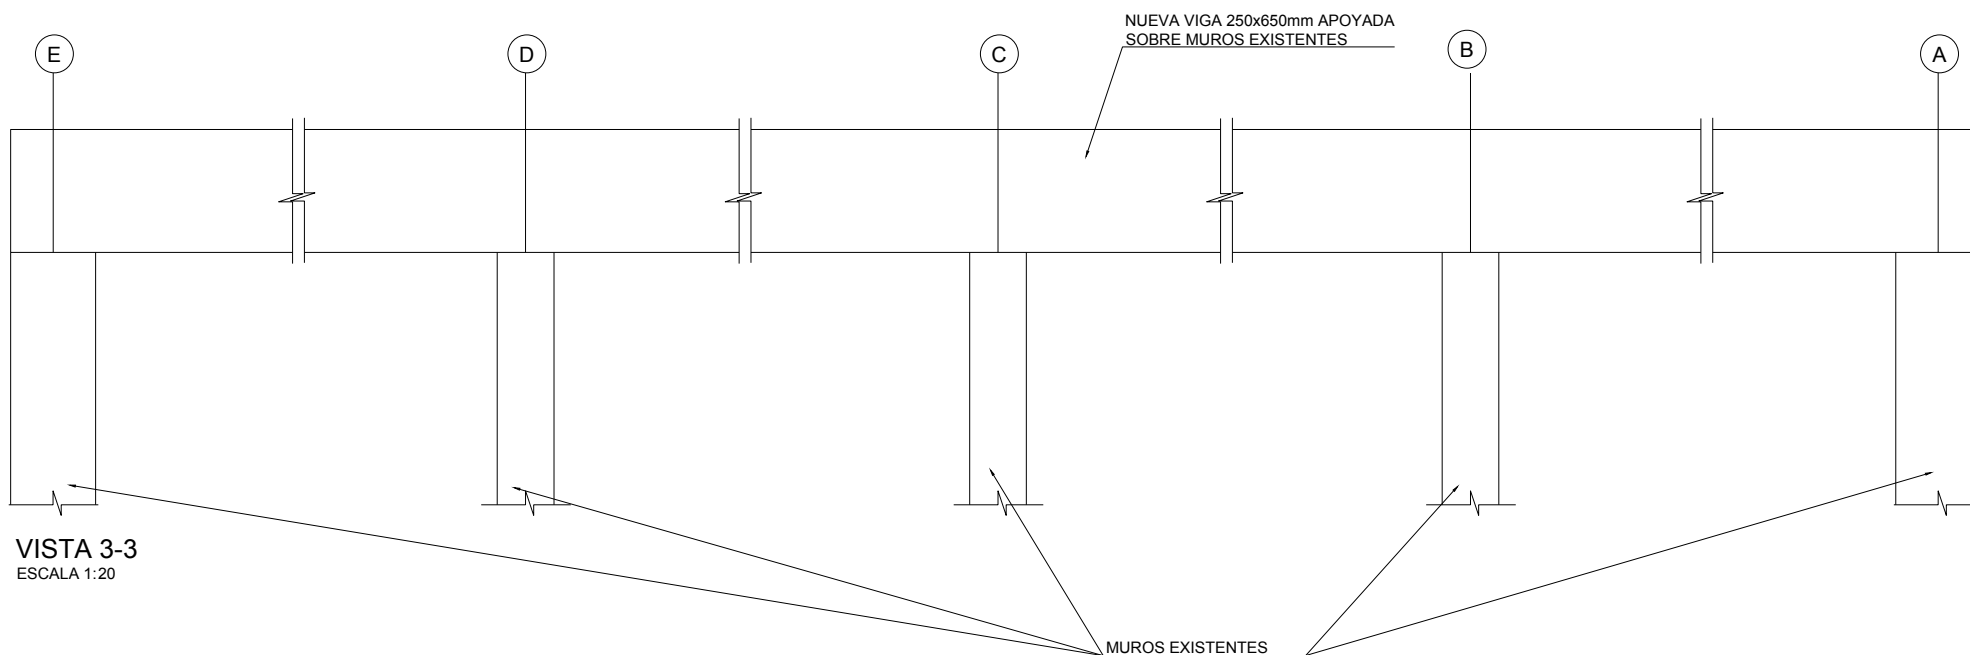 NUEVA VIGA 250x650mm APOYADA
SOBRE MUROS EXISTENTES
E
D
C
B
A
VISTA 3-3
ESCALA 1:20
MUROS EXISTENTES